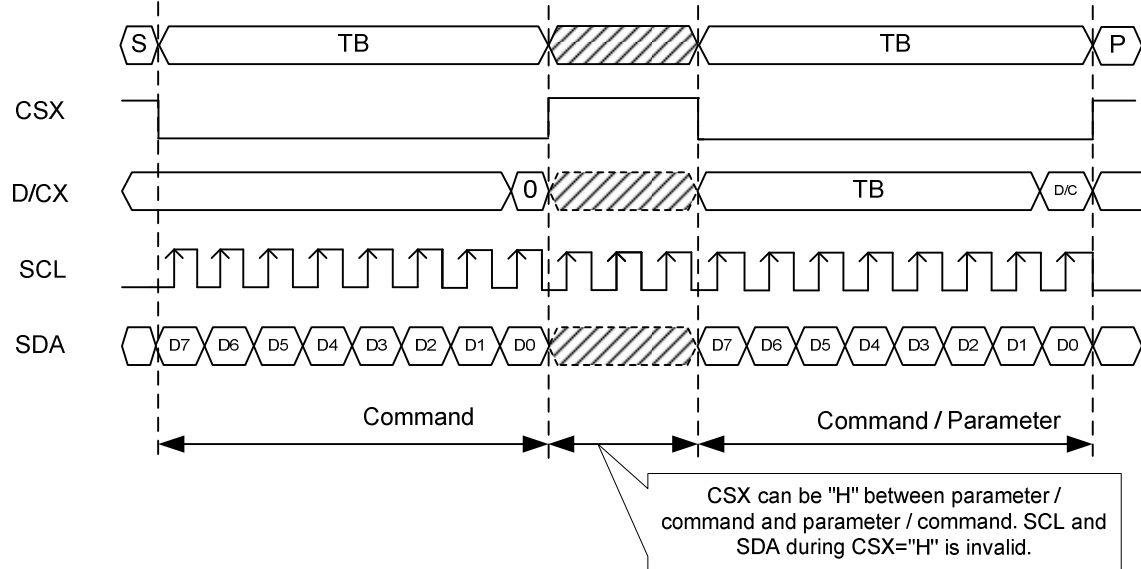 S TB TB P
CSX
D/CX 0 TB D/C
SCL
SDA D7 D6 D5 D4 D3 D2 D1 D0 D7 D6 D5 D4 D3 D2 D1 D0
Command Command / Parameter
CSX can be "H" between parameter /
command and parameter / command. SCL and
SDA during CSX="H" is invalid.